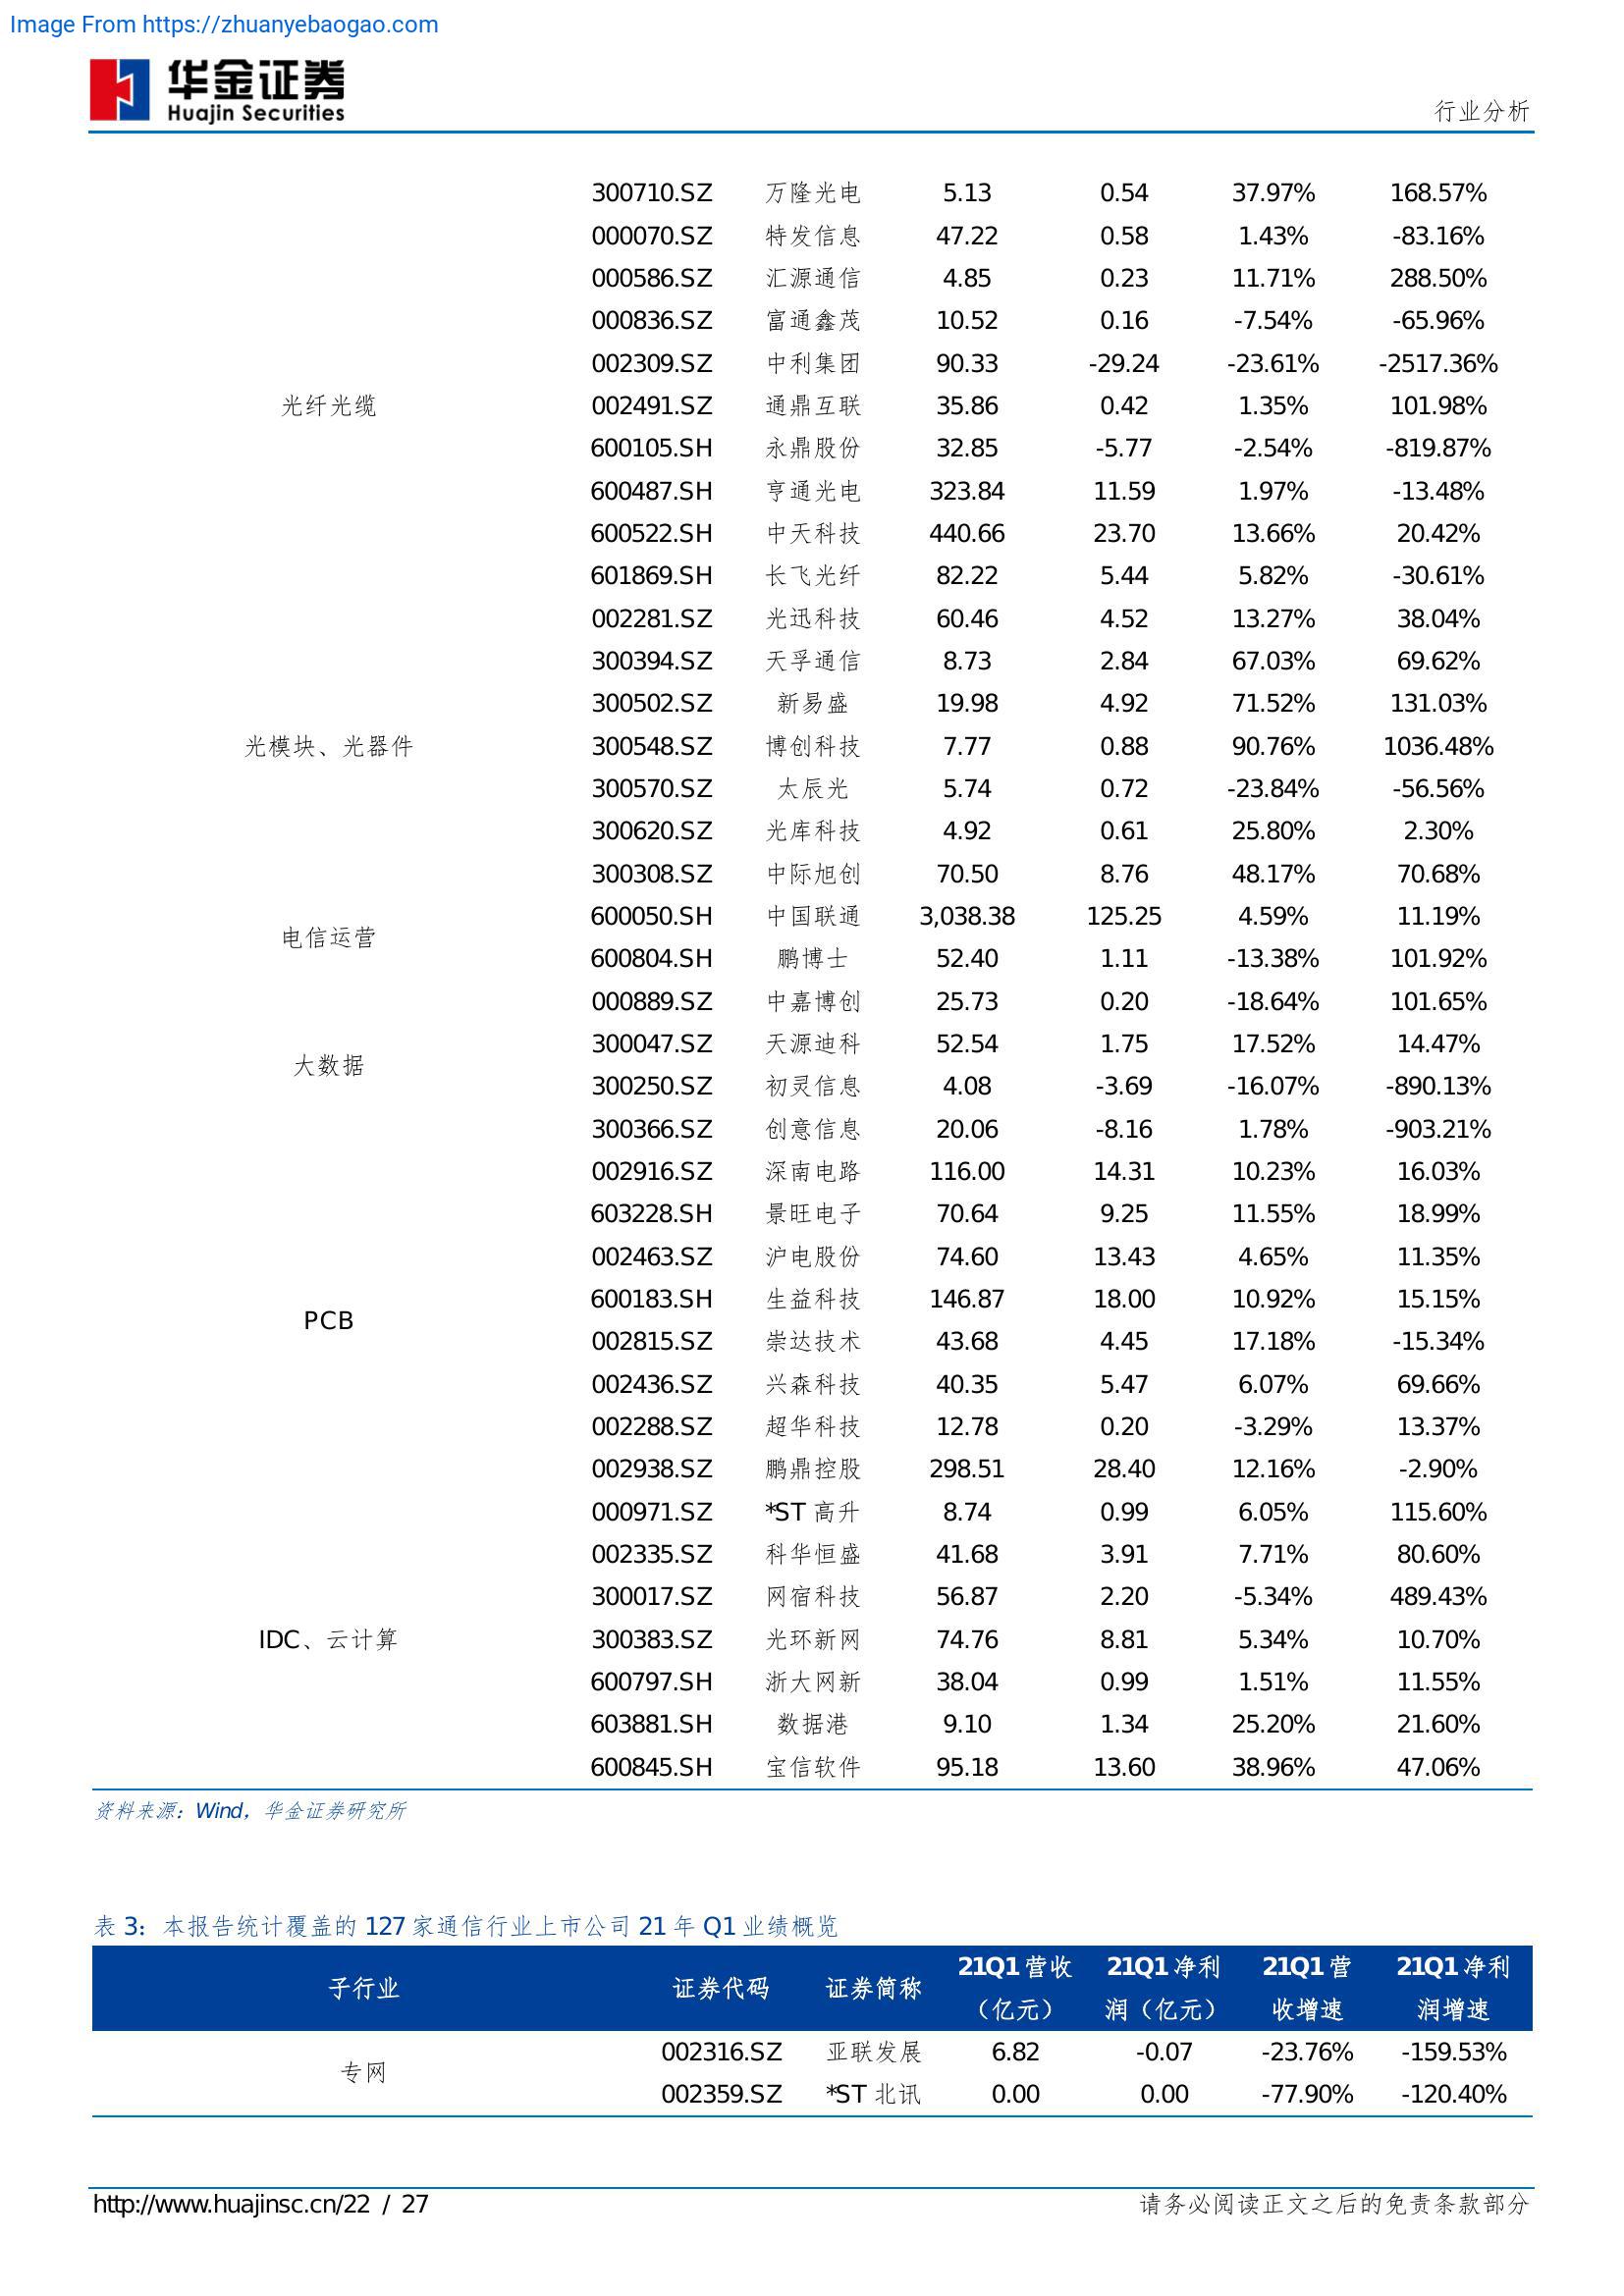 Image From https://zhuanyebaogao.com
华金证券
Huajin Securities
行业分析
300710.SZ 万隆光电 5.13 0.54 37.97% 168.57%
000070.SZ 特发信息 47.22 0.58 1.43% -83.16%
000586.SZ 汇源通信 4.85 0.23 11.71% 288.50%
000836.SZ 富通鑫茂 10.52 0.16 -7.54% -65.96%
002309.SZ 中利集团 90.33 -29.24 -23.61% -2517.36%
光纤光缆 002491.SZ 通鼎互联 35.86 0.42 1.35% 101.98%
600105.SH 永鼎股份 32.85 -5.77 -2.54% -819.87%
600487.SH 亨通光电 323.84 11.59 1.97% -13.48%
600522.SH 中天科技 440.66 23.70 13.66% 20.42%
601869.SH 长飞光纤 82.22 5.44 5.82% -30.61%
002281.SZ 光迅科技 60.46 4.52 13.27% 38.04%
300394.SZ 天孚通信 8.73 2.84 67.03% 69.62%
300502.SZ 新易盛 19.98 4.92 71.52% 131.03%
光模块、光器件 300548.SZ 博创科技 7.77 0.88 90.76% 1036.48%
300570.SZ 太辰光 5.74 0.72 -23.84% -56.56%
300620.SZ 光库科技 4.92 0.61 25.80% 2.30%
300308.SZ 中际旭创 70.50 8.76 48.17% 70.68%
600050.SH 中国联通 3,038.38 125.25 4.59% 11.19%
电信运营
600804.SH 鹏博士 52.40 1.11 -13.38% 101.92%
000889.SZ 中嘉博创 25.73 0.20 -18.64% 101.65%
300047.SZ 天源迪科 52.54 1.75 17.52% 14.47%
大数据
300250.SZ 初灵信息 4.08 -3.69 -16.07% -890.13%
300366.SZ 创意信息 20.06 -8.16 1.78% -903.21%
002916.SZ 深南电路 116.00 14.31 10.23% 16.03%
603228.SH 景旺电子 70.64 9.25 11.55% 18.99%
002463.SZ 沪电股份 74.60 13.43 4.65% 11.35%
600183.SH 生益科技 146.87 18.00 10.92% 15.15%
PCB
002815.SZ 崇达技术 43.68 4.45 17.18% -15.34%
002436.SZ 兴森科技 40.35 5.47 6.07% 69.66%
002288.SZ 超华科技 12.78 0.20 -3.29% 13.37%
002938.SZ 鹏鼎控股 298.51 28.40 12.16% -2.90%
000971.SZ *ST 高升 8.74 0.99 6.05% 115.60%
002335.SZ 科华恒盛 41.68 3.91 7.71% 80.60%
300017.SZ 网宿科技 56.87 2.20 -5.34% 489.43%
IDC、云计算 300383.SZ 光环新网 74.76 8.81 5.34% 10.70%
600797.SH 浙大网新 38.04 0.99 1.51% 11.55%
603881.SH 数据港 9.10 1.34 25.20% 21.60%
600845.SH 宝信软件 95.18 13.60 38.96% 47.06%
资料来源：Wind，华金证券研究所
表 3：本报告统计覆盖的 127 家通信行业上市公司 21 年 Q1 业绩概览
子行业 证券代码 证券简称 21Q1 营收 21Q1 净利 21Q1 营 21Q1 净利
（亿元） 润（亿元） 收增速 润增速
002316.SZ 亚联发展 6.82 -0.07 -23.76% -159.53%
专网
002359.SZ *ST 北讯 0.00 0.00 -77.90% -120.40%
http://www.huajinsc.cn/22 / 27 请务必阅读正文之后的免责条款部分